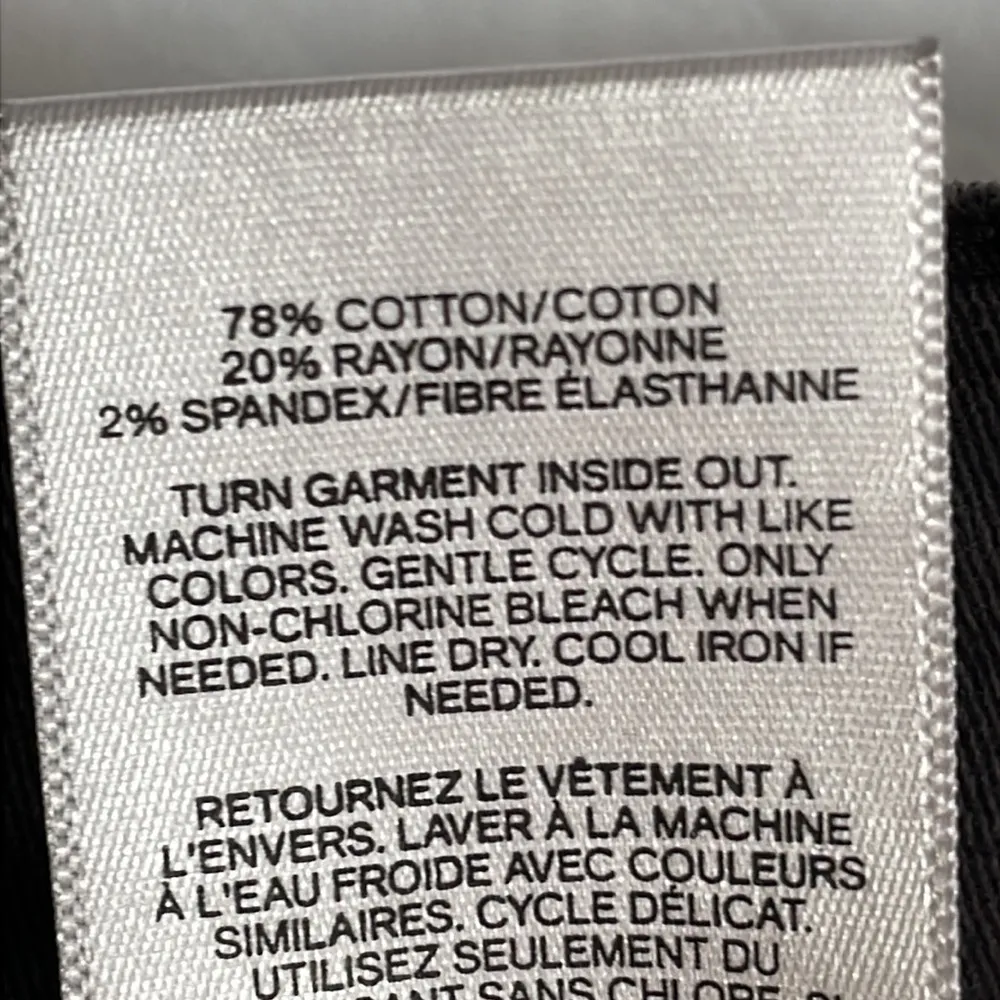 78% COTTON/COTON
20% RAYON/RAYONNE
2% SPANDEX/FIBRE ÉLASTHANNE
TURN GARMENT INSIDE OUT.
MACHINE WASH COLD WITH LIKE
COLORS. GENTLE CYCLE. ONLY
NON-CHLORINE BLEACH WHEN
NEEDED. LINE DRY. COOL IRON IF
NEEDED.
RETOURNEZ LE VÊTEMENT À
L'ENVERS. LAVER À LA MACHINE
À L'EAU FROIDE AVEC COULEURS
SIMILAIRES. CYCLE DÉLICAT.
UTILISEZ SEULEMENT DU
SANS CHLORE